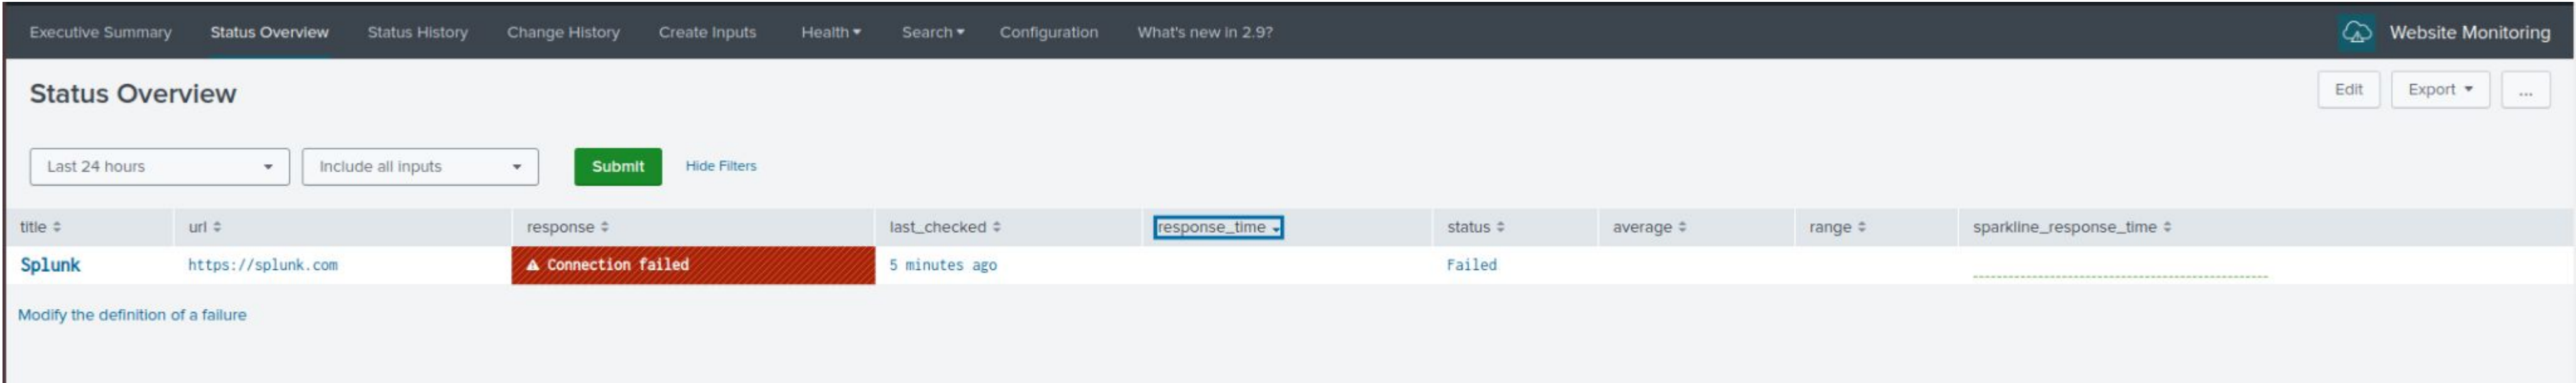 Executive Summary Status Overview Status History Change History Create Inputs Health Search Configuration What's new in 2.9? Website Monitoring
Status Overview Edit Export ...
Last 24 hours Include all inputs Submit Hide Filters
title url response last_checked response_time status average range sparkline_response_time
Splunk https://splunk.com Connection failed 5 minutes ago Failed
Modify the definition of a failure